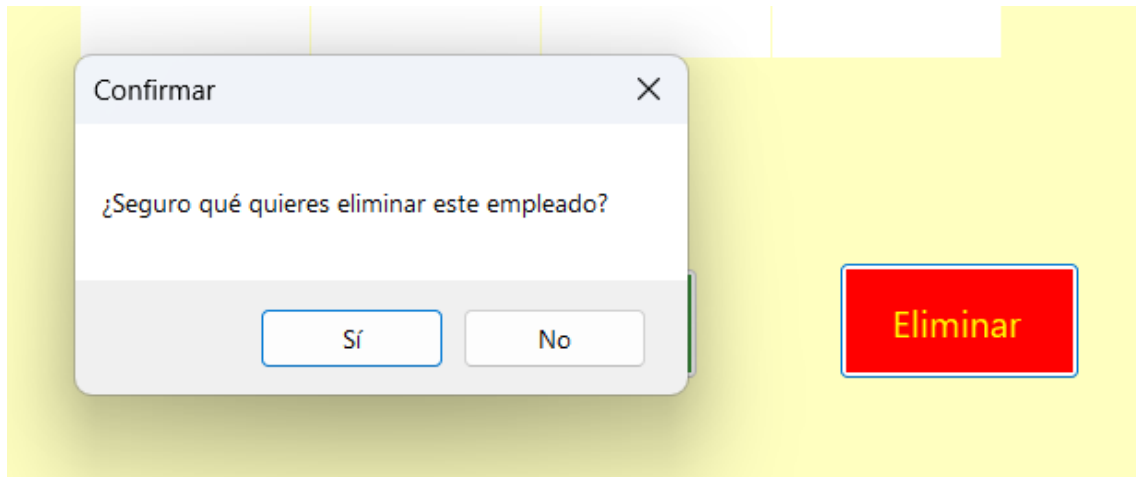 Confirmar
¿Seguro qué quieres eliminar este empleado?
Sí
No
Eliminar